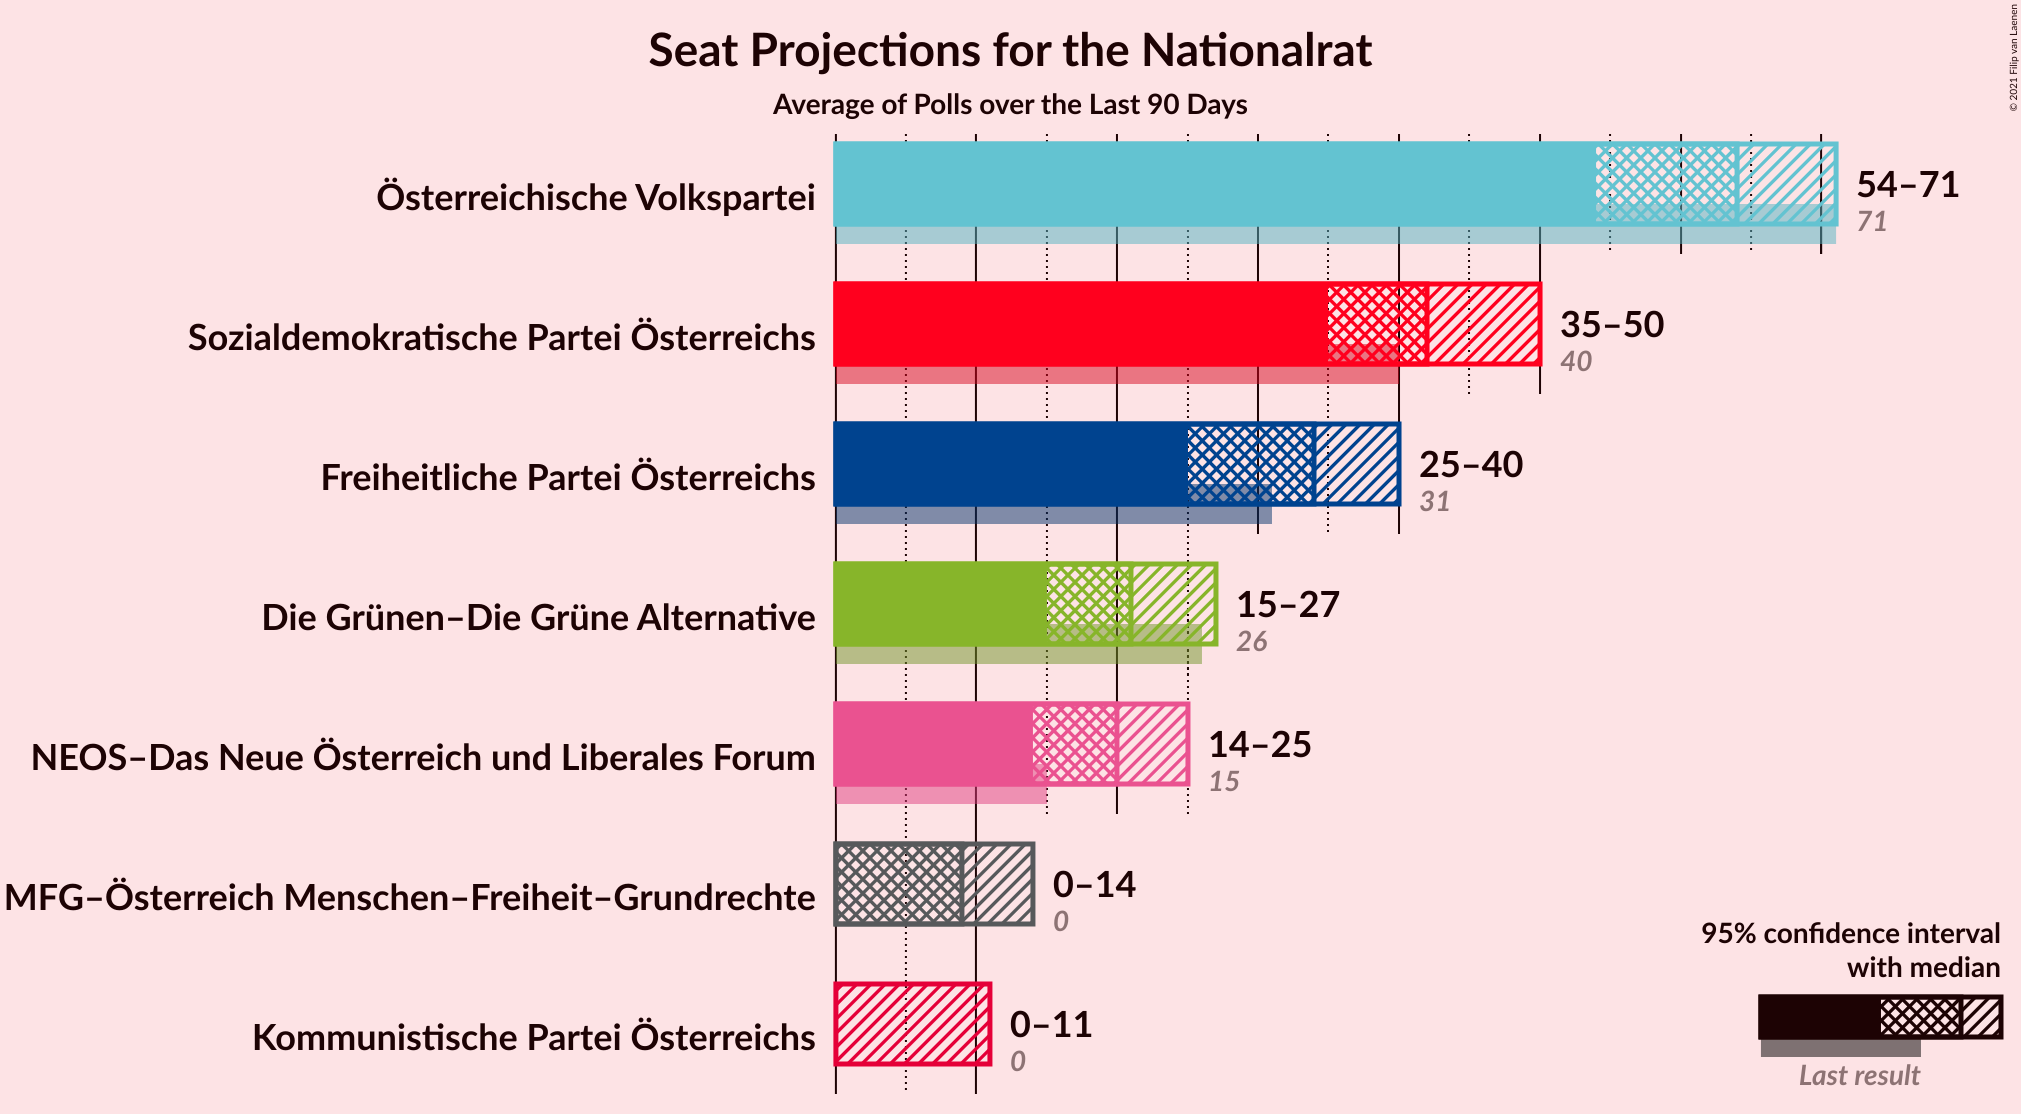 Seat Projections for the Nationalrat
Average of Polls over the Last 90 Days
© 2021 Filip van Laenen
Österreichische Volkspartei
54–71
71
Sozialdemokratische Partei Österreichs
35–50
40
Freiheitliche Partei Österreichs
25–40
31
Die Grünen–Die Grüne Alternative
15–27
26
NEOS–Das Neue Österreich und Liberales Forum
14–25
15
MFG–Österreich Menschen–Freiheit–Grundrechte
0–14
0
Kommunistische Partei Österreichs
0–11
0
95% confidence interval
with median
Last result